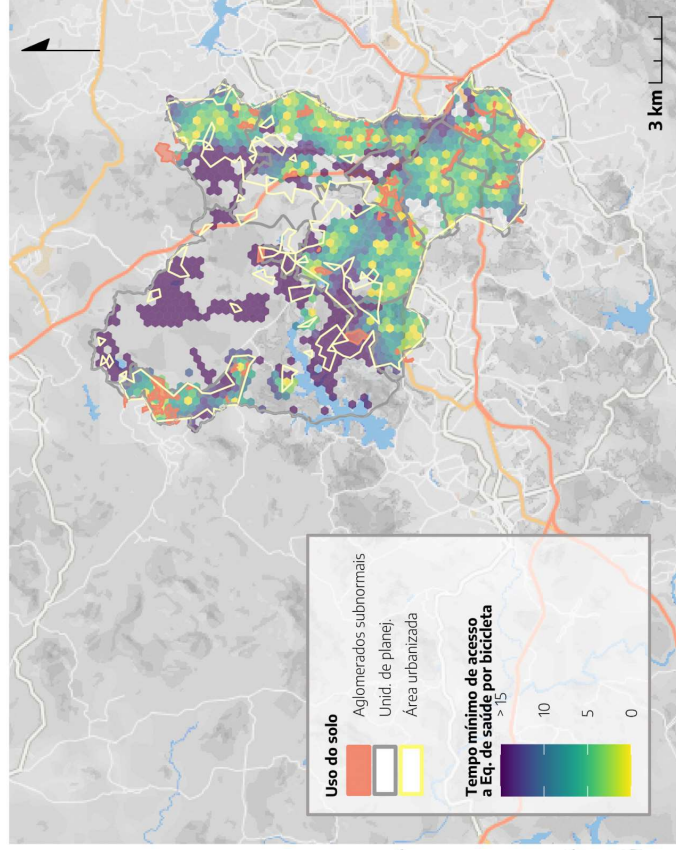 Uso do solo
Aglomerados subnormais
Unid. de planej.
Área urbanizada
Tempo mínimo de acesso
a Eq. de saúde por bicicleta
> 15
10
5
0
3 km